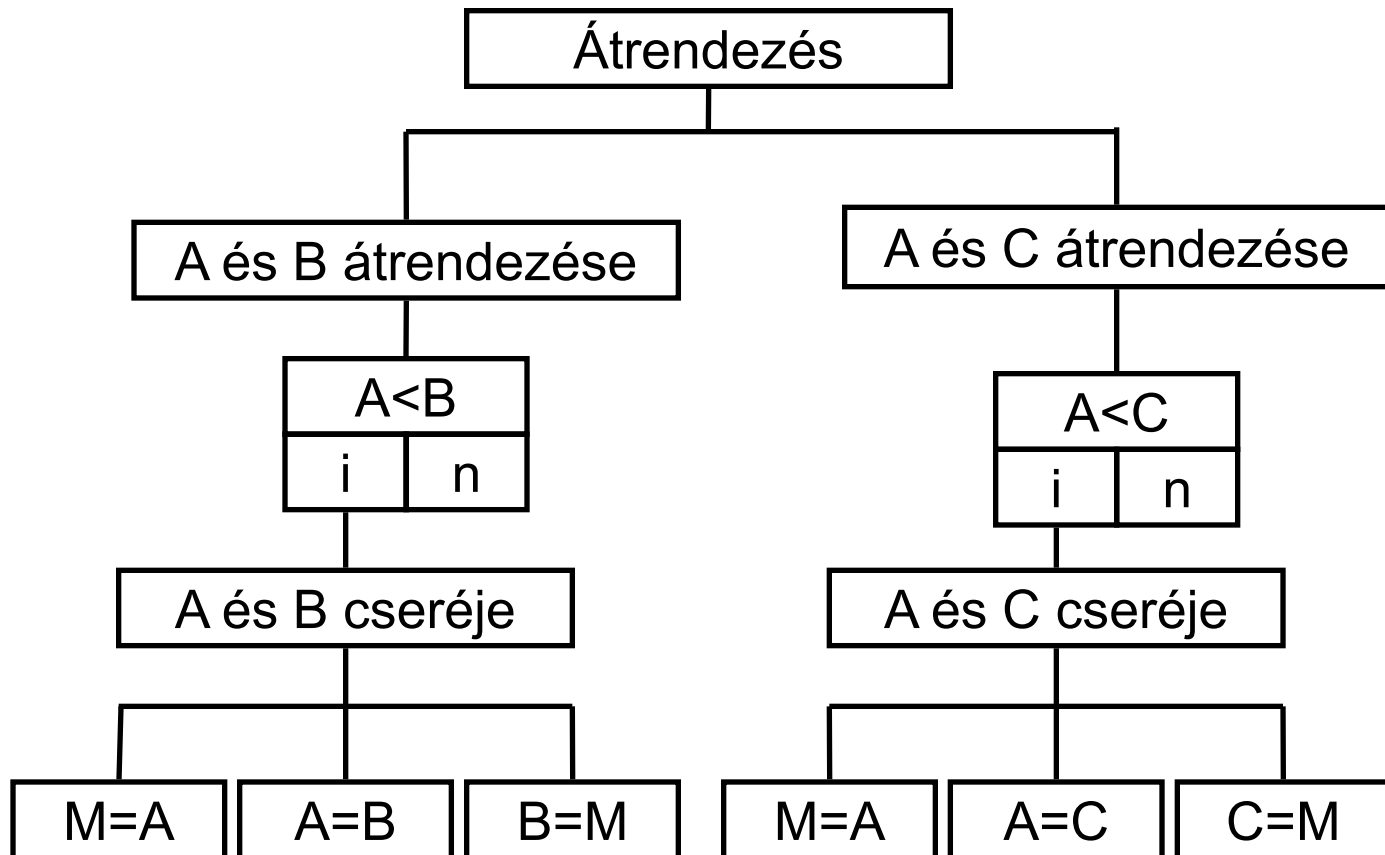 Átrendezés
A és B átrendezése
A és C átrendezése
A<B
i n
A<C
i n
A és B cseréje
A és C cseréje
M=A A=B B=M
M=A A=C C=M